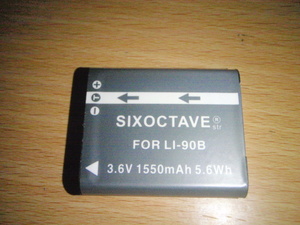 SIXOCTAVE®
FOR LI-90B
3.6V 1550mAh 5.6Wh